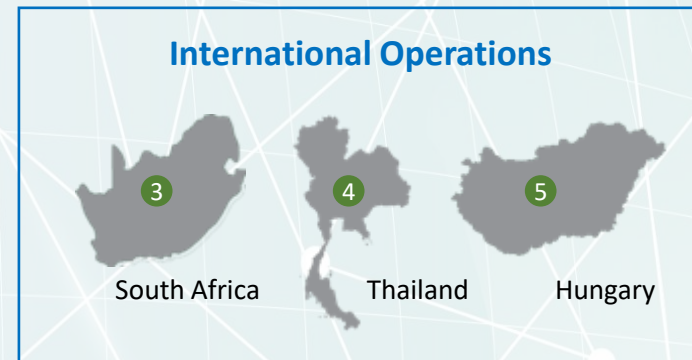 International Operations
3
4
5
South Africa
Thailand
Hungary